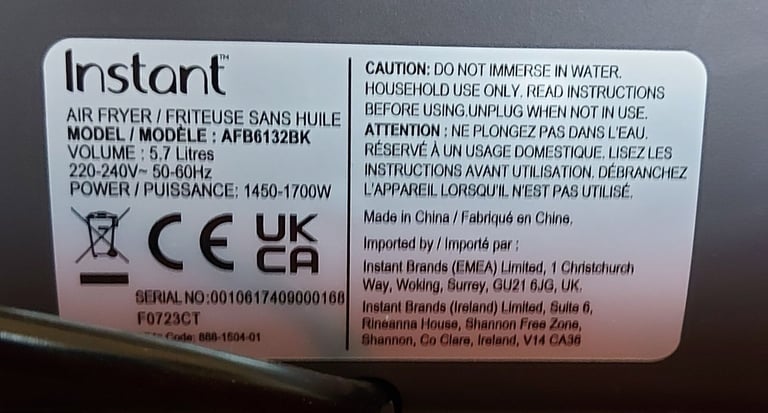 Instant™
AIR FRYER / FRITEUSE SANS HUILE
MODEL / MODÈLE : AFB6132BK
VOLUME : 5.7 Litres
220-240V~ 50-60Hz
POWER / PUISSANCE: 1450-1700W
CE UK
CA
SERIAL NO:0010617409000168
F0723CT
Code: 888-1504-01
CAUTION: DO NOT IMMERSE IN WATER.
HOUSEHOLD USE ONLY. READ INSTRUCTIONS
BEFORE USING.UNPLUG WHEN NOT IN USE.
ATTENTION : NE PLONGEZ PAS DANS L'EAU.
RÉSERVÉ À UN USAGE DOMESTIQUE. LISEZ LES
INSTRUCTIONS AVANT UTILISATION. DÉBRANCHEZ
L'APPAREIL LORSQU'IL N'EST PAS UTILISÉ.
Made in China / Fabriqué en Chine.
Imported by / Importé par :
Instant Brands (EMEA) Limited, 1 Christchurch
Way, Woking, Surrey, GU21 6JG, UK.
Instant Brands (Ireland) Limited, Suite 6,
Rineanna House, Shannon Free Zone,
Shannon, Co Clare, Ireland, V14 CA36